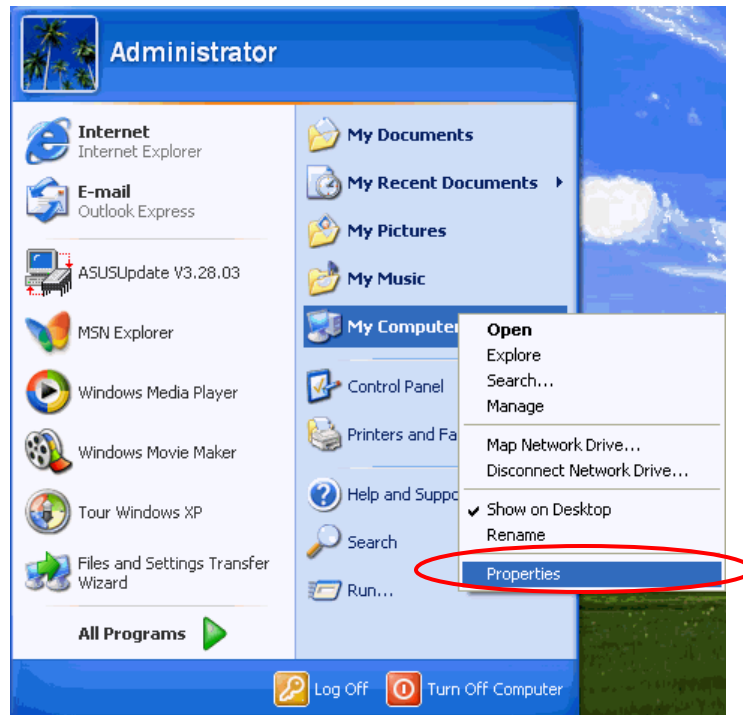 Administrator
Internet
Internet Explorer
E-mail
Outlook Express
ASUSUpdate V3.28.03
MSN Explorer
Windows Media Player
Windows Movie Maker
Tour Windows XP
Files and Settings Transfer
Wizard
All Programs
My Documents
My Recent Documents
My Pictures
My Music
My Computer
Control Panel
Printers and Fa
Help and Suppo
Search
Run...
Open
Explore
Search...
Manage
Map Network Drive...
Disconnect Network Drive...
Show on Desktop
Rename
Properties
Log Off
Turn Off Computer